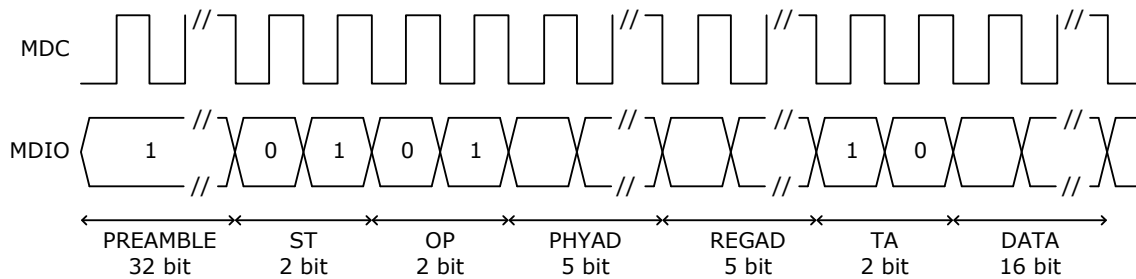 MDC
//
//
//
//
MDIO
1
//
0
1
0
1
//
//
1
0
//
//
//
//
//
PREAMBLE
ST
OP
PHYAD
REGAD
TA
DATA
32 bit
2 bit
2 bit
5 bit
5 bit
2 bit
16 bit